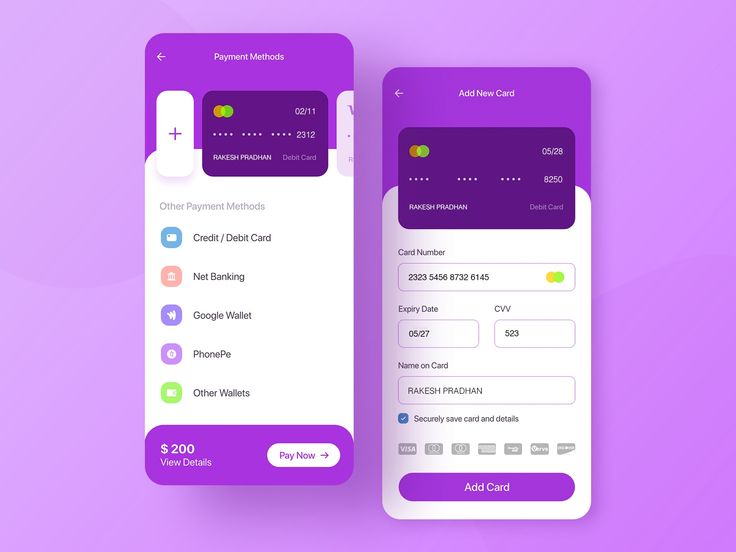 Payment Methods
02/11
•••• •••• •••• 2312
RAKESH PRADHAN Debit Card
Other Payment Methods
Credit / Debit Card
Net Banking
Google Wallet
PhonePe
Other Wallets
$ 200
View Details
Pay Now
Add New Card
05/28
•••• •••• •••• 8250
RAKESH PRADHAN Debit Card
Card Number
2323 5456 8732 6145
Expiry Date CVV
05/27 523
Name on Card
RAKESH PRADHAN
Securely save card and details
VISA Verve
Add Card